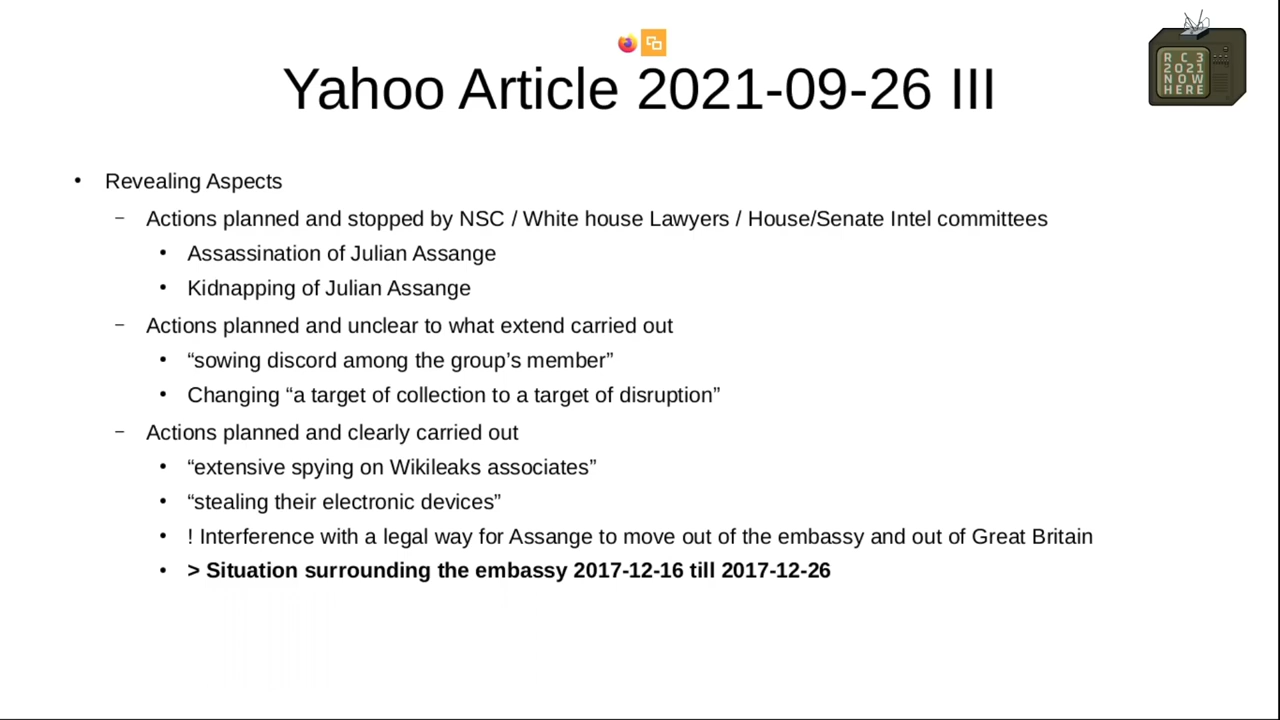 R C 3
2021
NOW
HERE
Yahoo Article 2021-09-26 III
• Revealing Aspects
– Actions planned and stopped by NSC / White house Lawyers / House/Senate Intel committees
• Assassination of Julian Assange
• Kidnapping of Julian Assange
– Actions planned and unclear to what extend carried out
• “sowing discord among the group’s member”
• Changing “a target of collection to a target of disruption”
– Actions planned and clearly carried out
• “extensive spying on Wikileaks associates”
• “stealing their electronic devices”
• ! Interference with a legal way for Assange to move out of the embassy and out of Great Britain
• > Situation surrounding the embassy 2017-12-16 till 2017-12-26